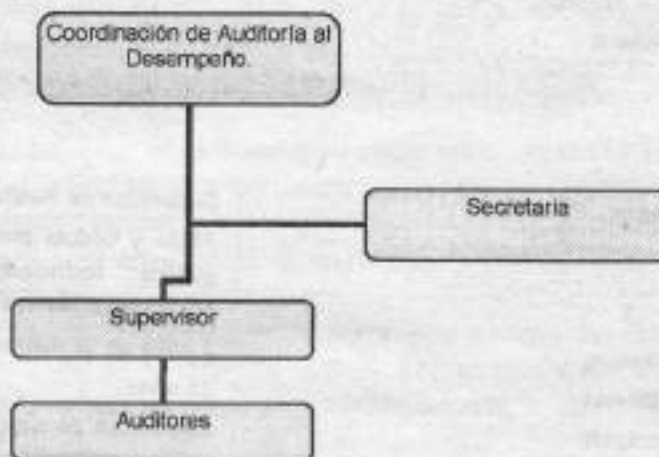 Coordinación de Auditoría al
Desempeño.
Secretaria
Supervisor
Auditores